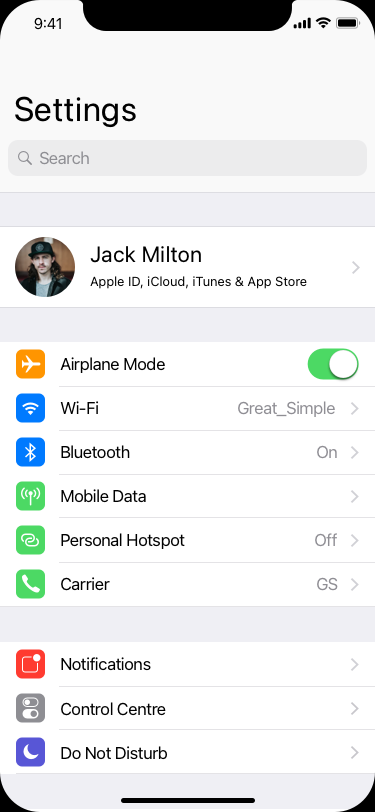 9:41
Settings
Search
Jack Milton
Apple ID, iCloud, iTunes & App Store
Airplane Mode
Wi-Fi Great_Simple
Bluetooth On
Mobile Data
Personal Hotspot Off
Carrier GS
Notifications
Control Centre
Do Not Disturb